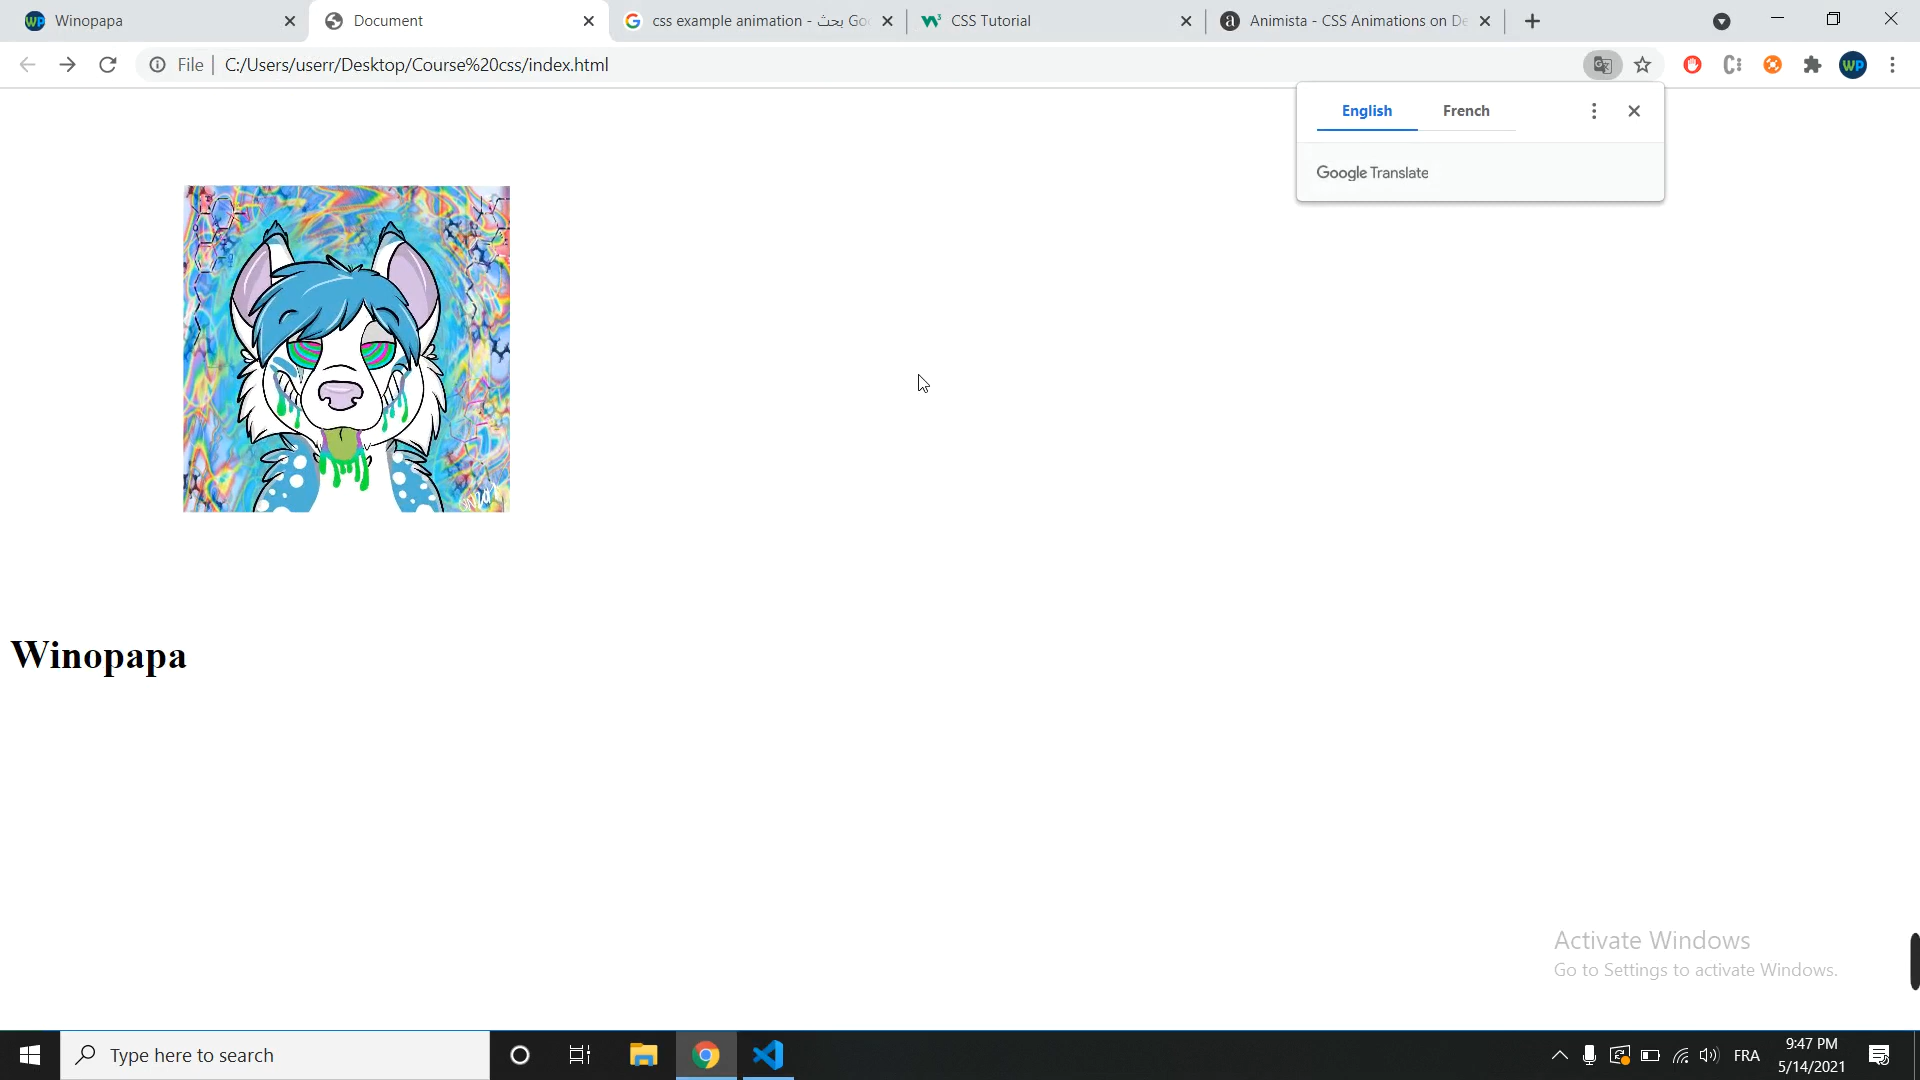 Winopapa
Document
css example animation - بحث Goo
CSS Tutorial
Animista - CSS Animations on De
File
C:/Users/userr/Desktop/Course%20css/index.html
WP
English
French
Google Translate
Winopapa
Activate Windows
Go to Settings to activate Windows.
Type here to search
FRA
9:47 PM
5/14/2021